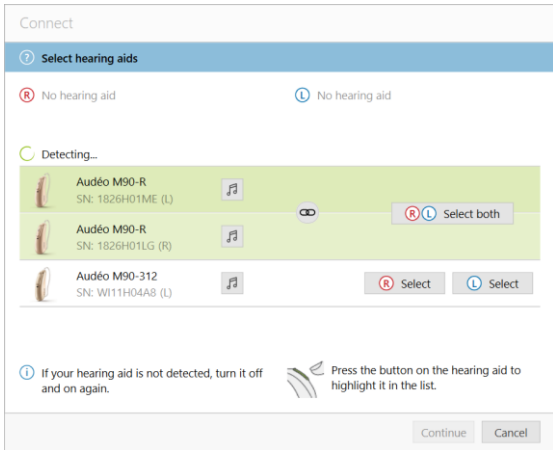 Connect
? Select hearing aids
R No hearing aid
L No hearing aid
Detecting...
Audéo M90-R
SN: 1826H01ME (L)
R L Select both
Audéo M90-R
SN: 1826H01LG (R)
Audéo M90-312
SN: WI11H04A8 (L)
R Select
L Select
i If your hearing aid is not detected, turn it off
and on again.
Press the button on the hearing aid to
highlight it in the list.
Continue
Cancel